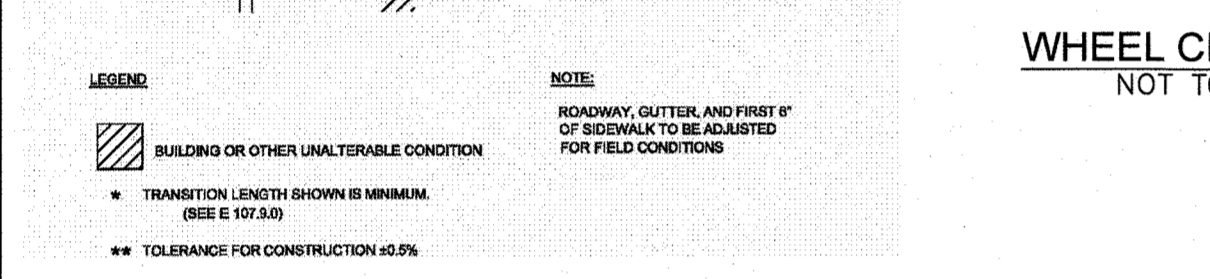 LEGEND
BUILDING OR OTHER UNALTERABLE CONDITION
* TRANSITION LENGTH SHOWN IS MINIMUM.
(SEE E 107.9.0)
** TOLERANCE FOR CONSTRUCTION ±0.5%
NOTE:
ROADWAY, GUTTER, AND FIRST 6"
OF SIDEWALK TO BE ADJUSTED
FOR FIELD CONDITIONS
WHEEL
NOT